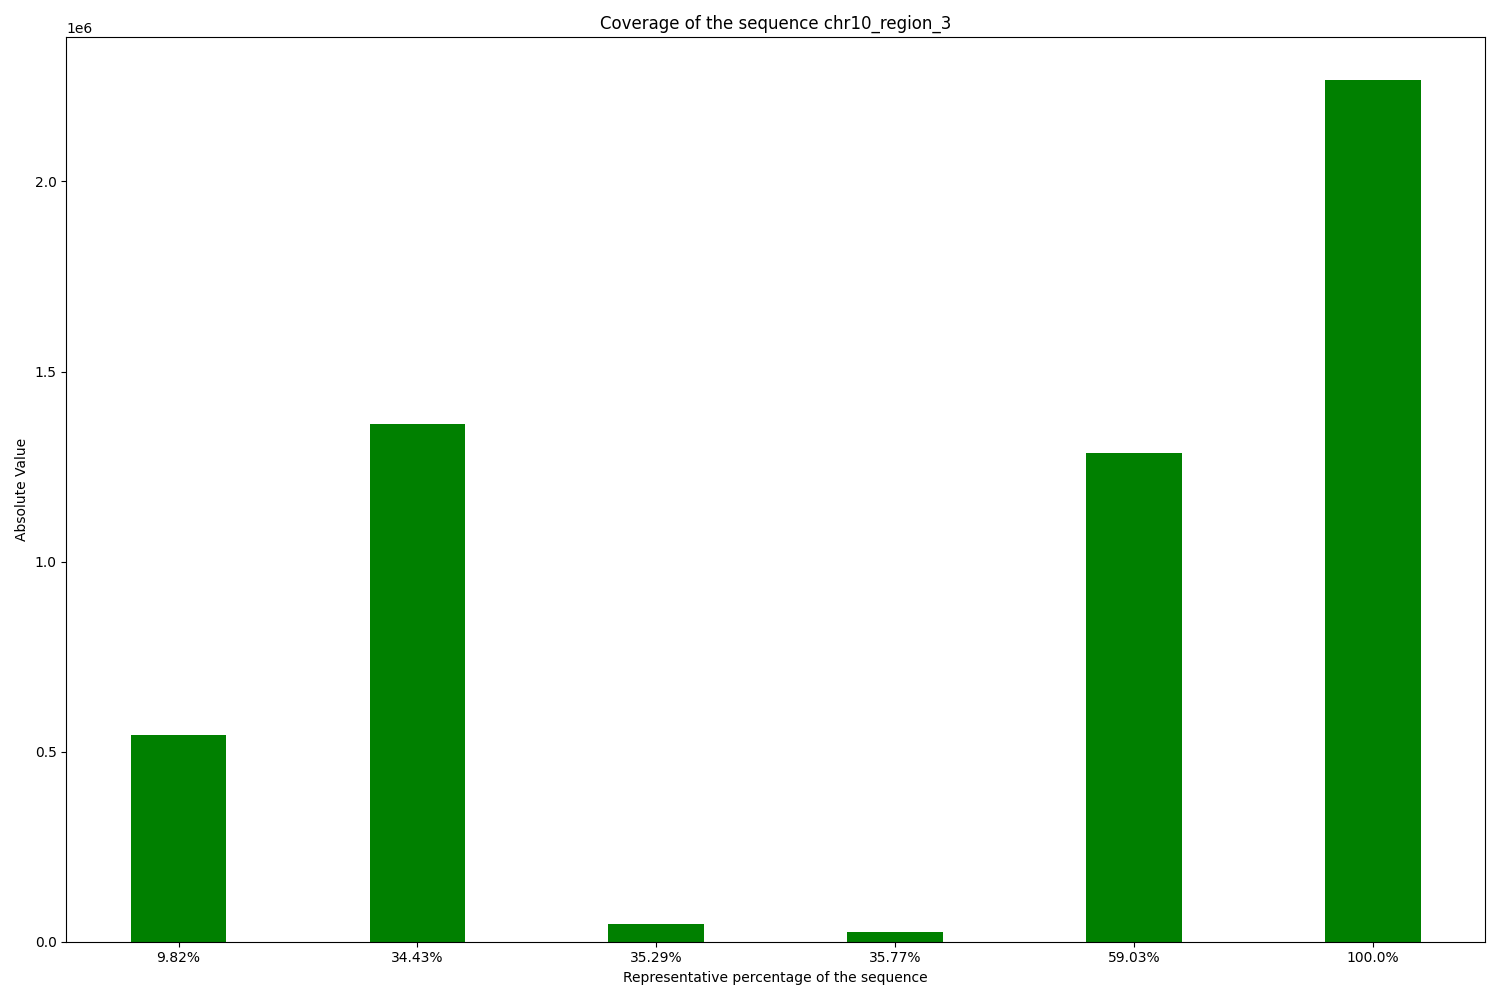 Coverage of the sequence chr10_region_3
1e6
2.0
1.5
1.0
0.5
0.0
Absolute Value
9.82% 34.43% 35.29% 35.77% 59.03% 100.0%
Representative percentage of the sequence